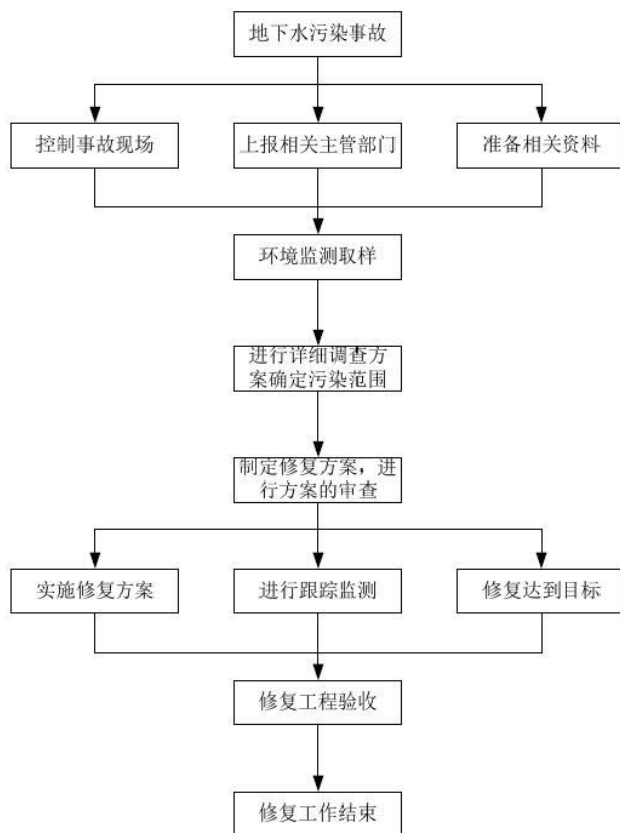 地下水污染事故
控制事故现场
上报相关主管部门
准备相关资料
环境监测取样
进行详细调查方
案确定污染范围
制定修复方案，进
行方案的审查
实施修复方案
进行跟踪监测
修复达到目标
修复工程验收
修复工作结束